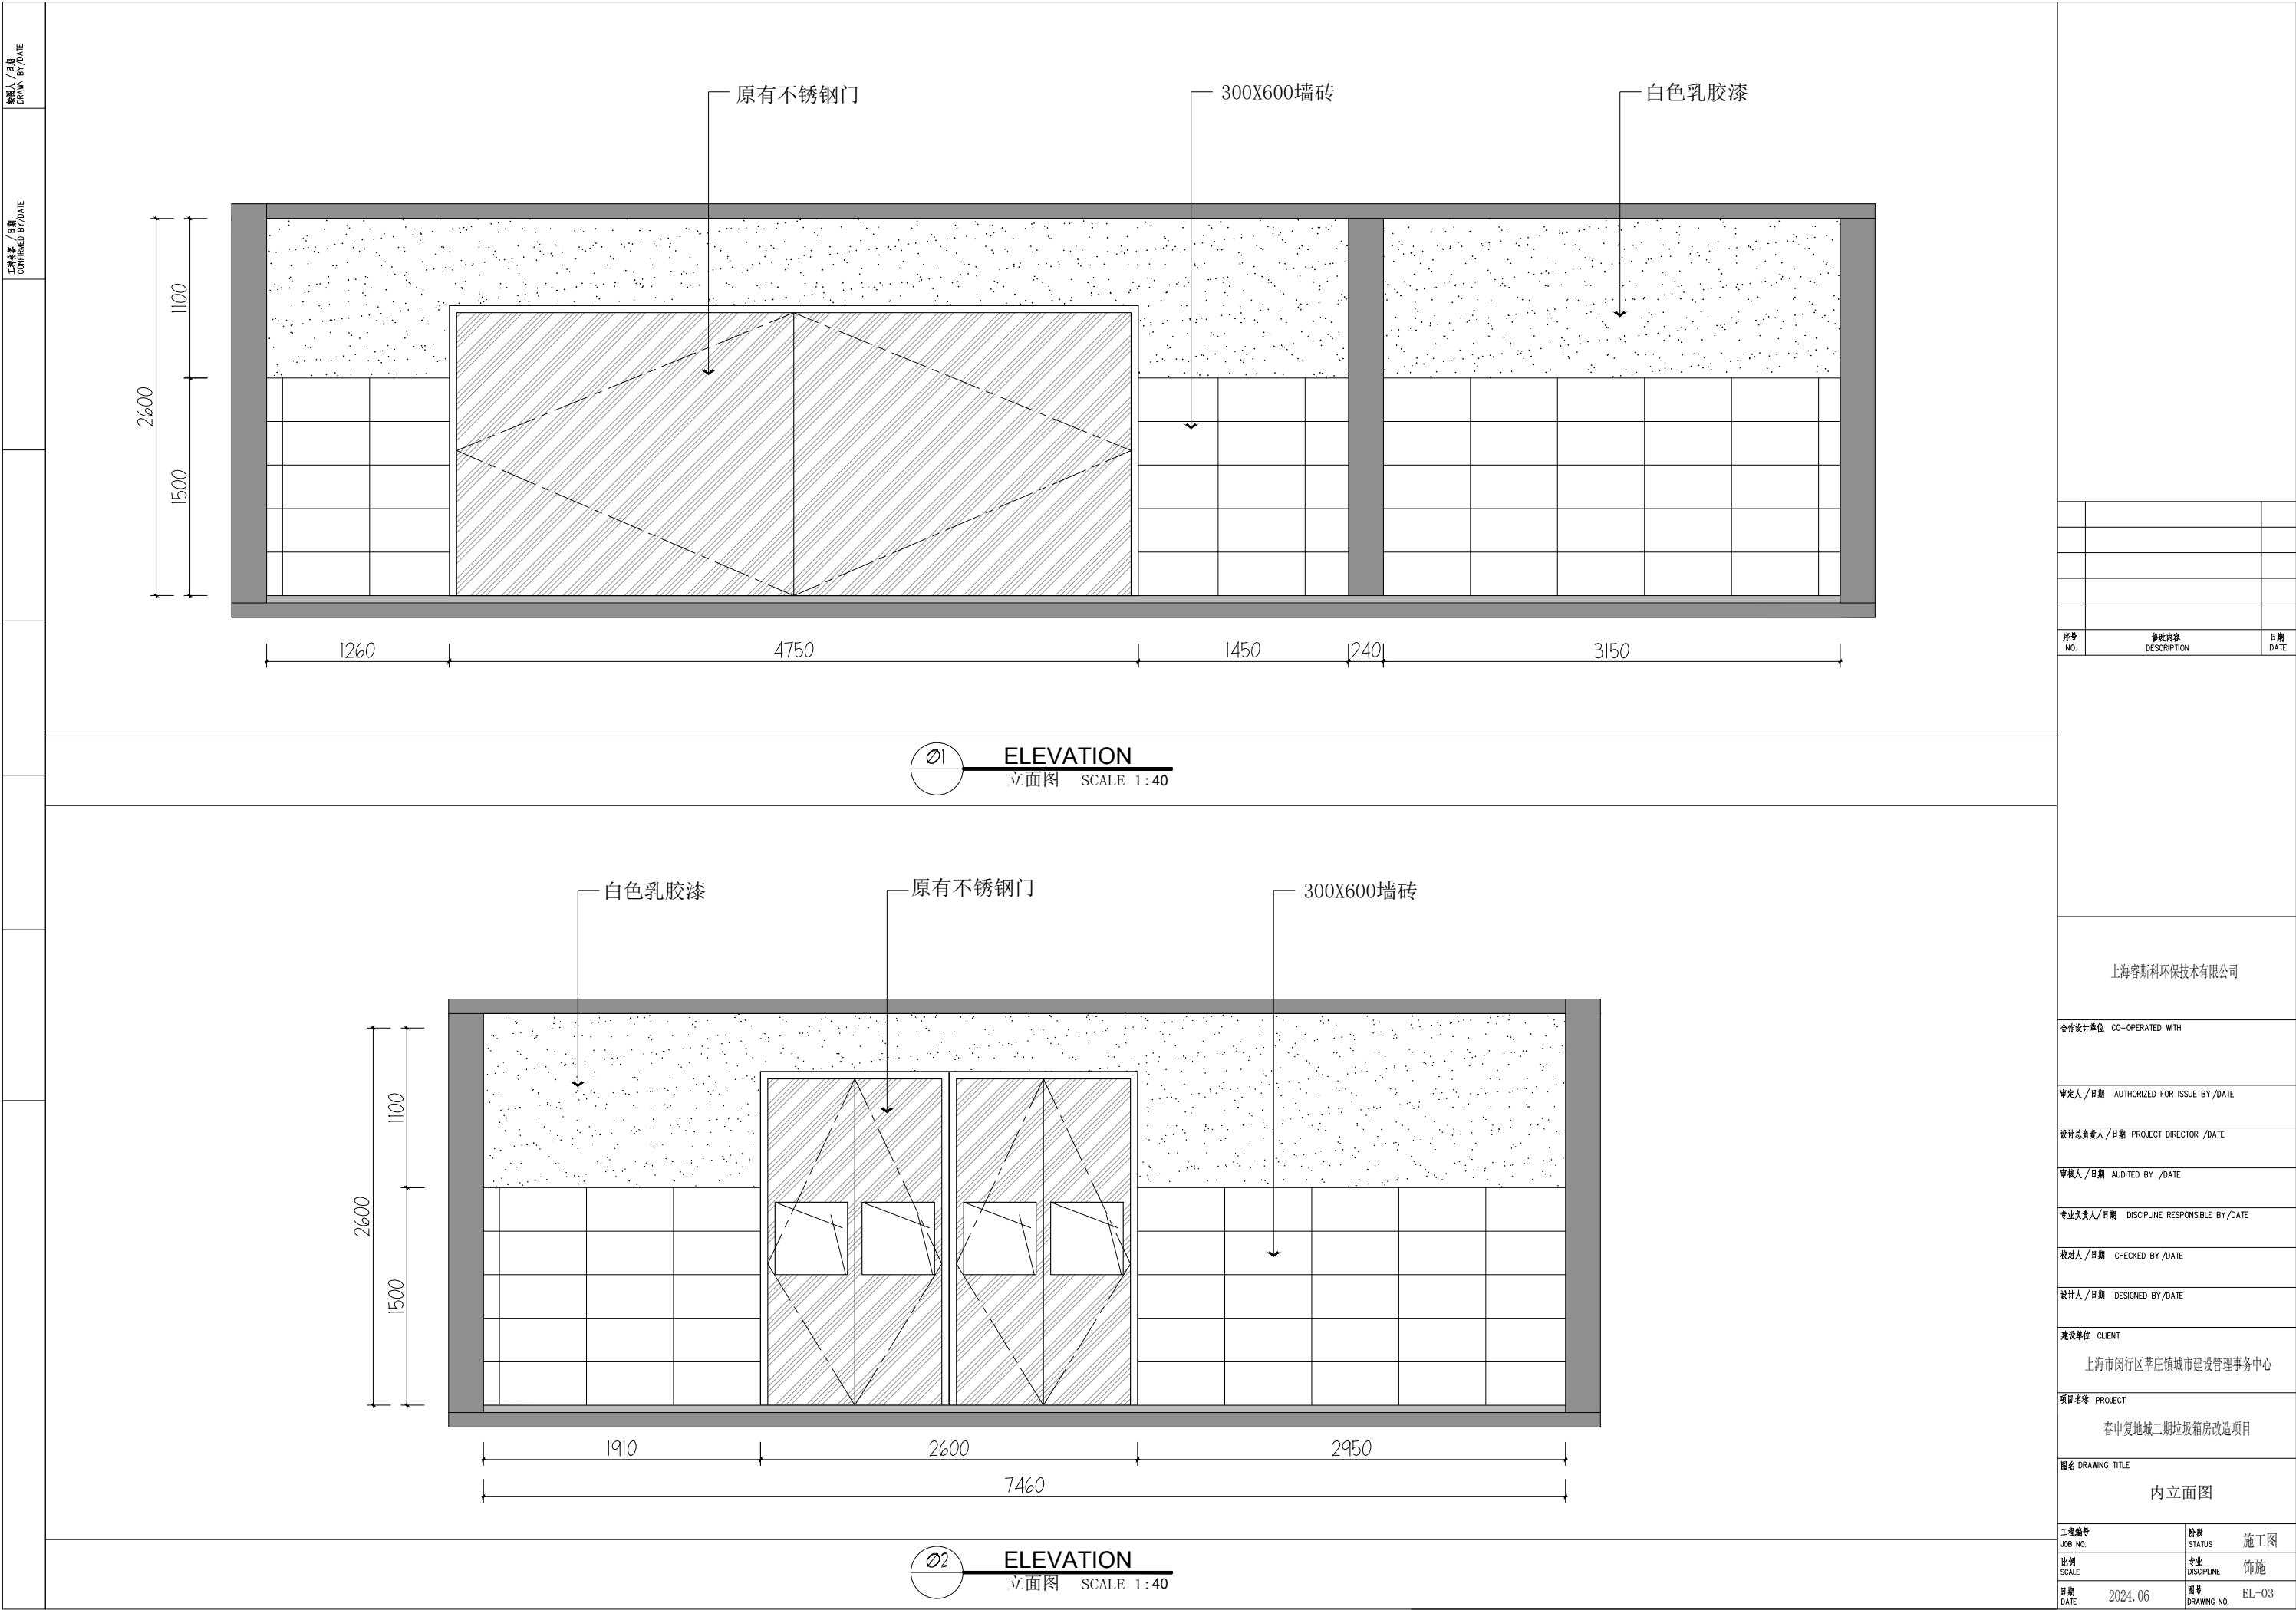 绘图人 / 日期
DRAWN BY/DATE
工种会签 / 日期
CONFIRMED BY/DATE
原有不锈钢门
300X600墙砖
白色乳胶漆
1100
2600
1500
1260
4750
1450
240
3150
01
ELEVATION
立面图 SCALE 1:40
白色乳胶漆
原有不锈钢门
300X600墙砖
1100
2600
1500
1910
2600
2950
7460
02
ELEVATION
立面图 SCALE 1:40
序号
NO.
修改内容
DESCRIPTION
日期
DATE
上海睿斯科环保技术有限公司
合作设计单位 CO-OPERATED WITH
审定人 / 日期 AUTHORIZED FOR ISSUE BY /DATE
设计总负责人 / 日期 PROJECT DIRECTOR /DATE
审核人 / 日期 AUDITED BY /DATE
专业负责人/ 日期 DISCIPLINE RESPONSIBLE BY/DATE
校对人 / 日期 CHECKED BY /DATE
设计人 / 日期 DESIGNED BY/DATE
建设单位 CLIENT
上海市闵行区莘庄镇城市建设管理事务中心
项目名称 PROJECT
春申复地城二期垃圾箱房改造项目
图名 DRAWING TITLE
内立面图
工程编号
JOB NO.
阶段
STATUS
施工图
比例
SCALE
专业
DISCIPLINE
饰施
日期
DATE
2024.06
图号
DRAWING NO.
EL-03